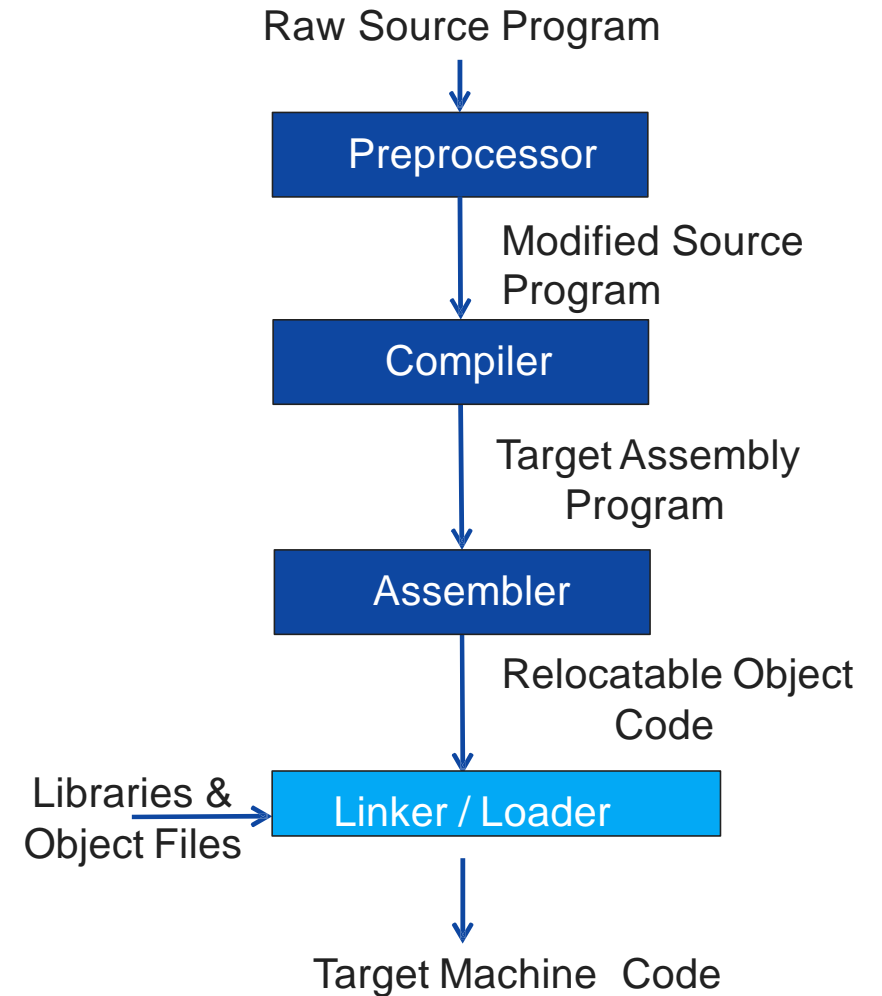 Raw Source Program
Preprocessor
Modified Source
Program
Compiler
Target Assembly
Program
Assembler
Relocatable Object
Code
Libraries &
Object Files
Linker / Loader
Target Machine Code